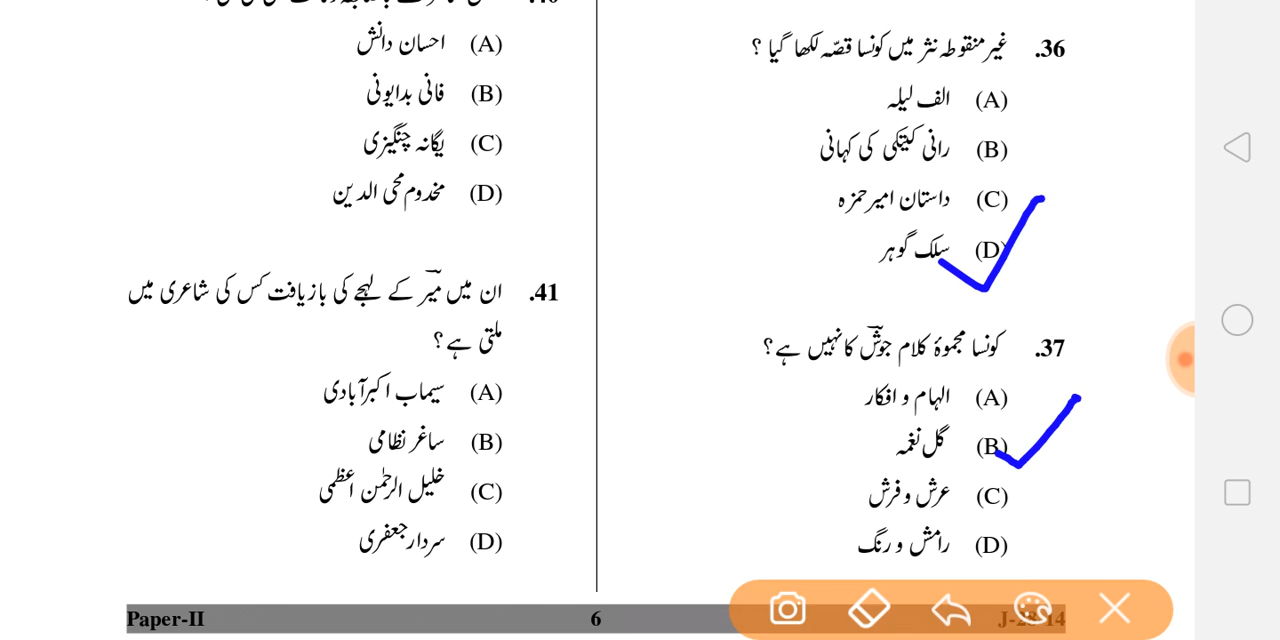 36. غیر منقوطہ نثر میں کونسا قصّہ لکھا گیا ؟
(A) الف لیلہ
(B) رانی کیتکی کی کہانی
(C) داستان امیر حمزہ
(D) سلک گوہر
37. کونسا مجموعۂ کلام جوشؔ کا نہیں ہے ؟
(A) الہام و افکار
(B) گل نغمہ
(C) عرش و فرش
(D) رامش و رنگ
(A) احسان دانش
(B) فانی بدایونی
(C) یگانہ چنگیزی
(D) مخدوم محی الدین
41. ان میں میرؔ کے لہجے کی بازیافت کس کی شاعری میں
ملتی ہے ؟
(A) سیماب اکبرآبادی
(B) ساغر نظامی
(C) خلیل الرحمٰن اعظمی
(D) سردار جعفری
Paper-II 6 J-28-14